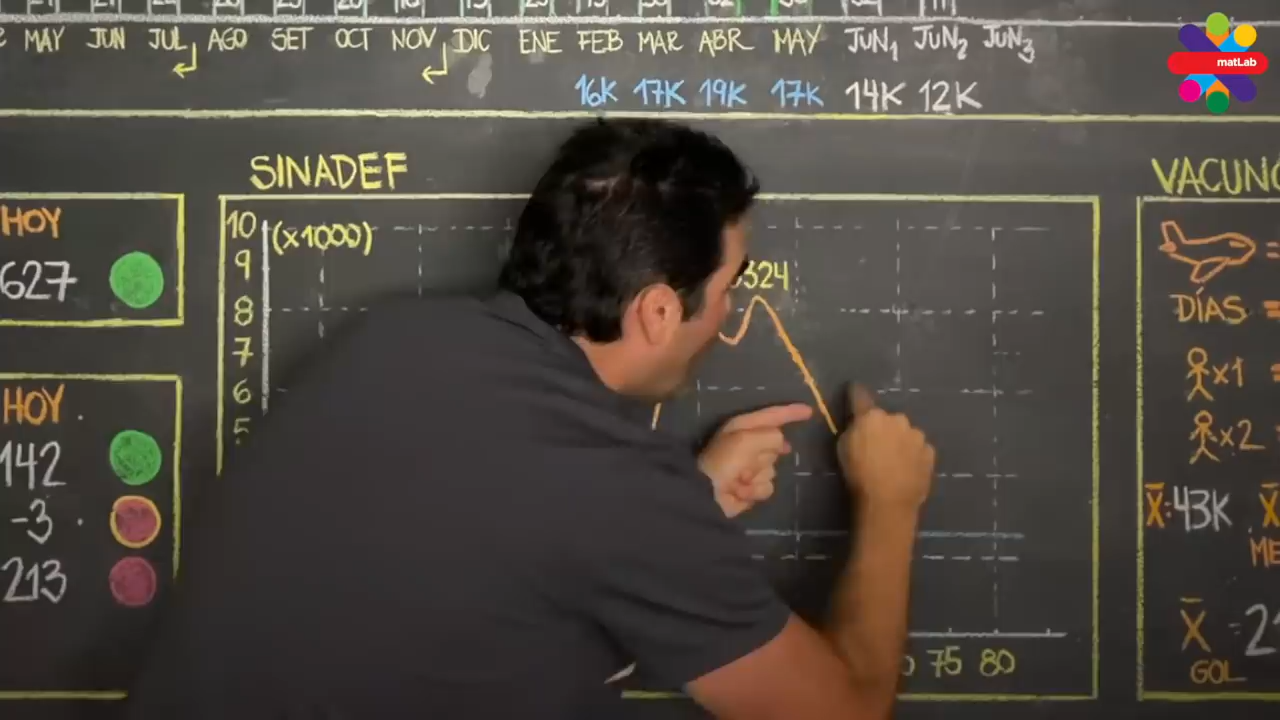 MAY JUN JUL AGO SET OCT NOV DIC ENE FEB MAR ABR MAY JUN1 JUN2 JUN3
16K 17K 19K 17K 14K 12K
matLab
SINADEF
HOY
627
HOY
142
-3
213
(x1000)
10
9
8
7
6
5
324
75 80
DÍAS =
x1
x2
X̄:43K
X̄
GOL